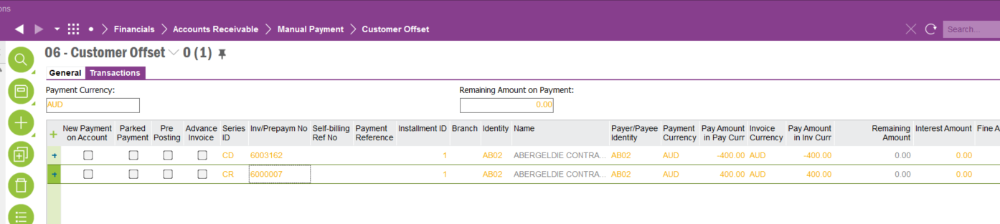 ons
Financials Accounts Receivable Manual Payment Customer Offset
Search...
06 - Customer Offset 0 (1)
General Transactions
Payment Currency: Remaining Amount on Payment:
AUD 0.00
New Payment on Account Parked Payment Pre Posting Advance Invoice Series ID Inv/Prepaym No Self-billing Ref No Payment Reference Installment ID Branch Identity Name Payer/Payee Identity Payment Currency Pay Amount in Pay Curr Invoice Currency Pay Amount in Inv Curr Remaining Amount Interest Amount Fine A
CD 6003162 1 AB02 ABERGELDIE CONTRA... AB02 AUD -400.00 AUD -400.00 0.00 0.00
CR 6000007 1 AB02 ABERGELDIE CONTRA... AB02 AUD 400.00 AUD 400.00 0.00 0.00